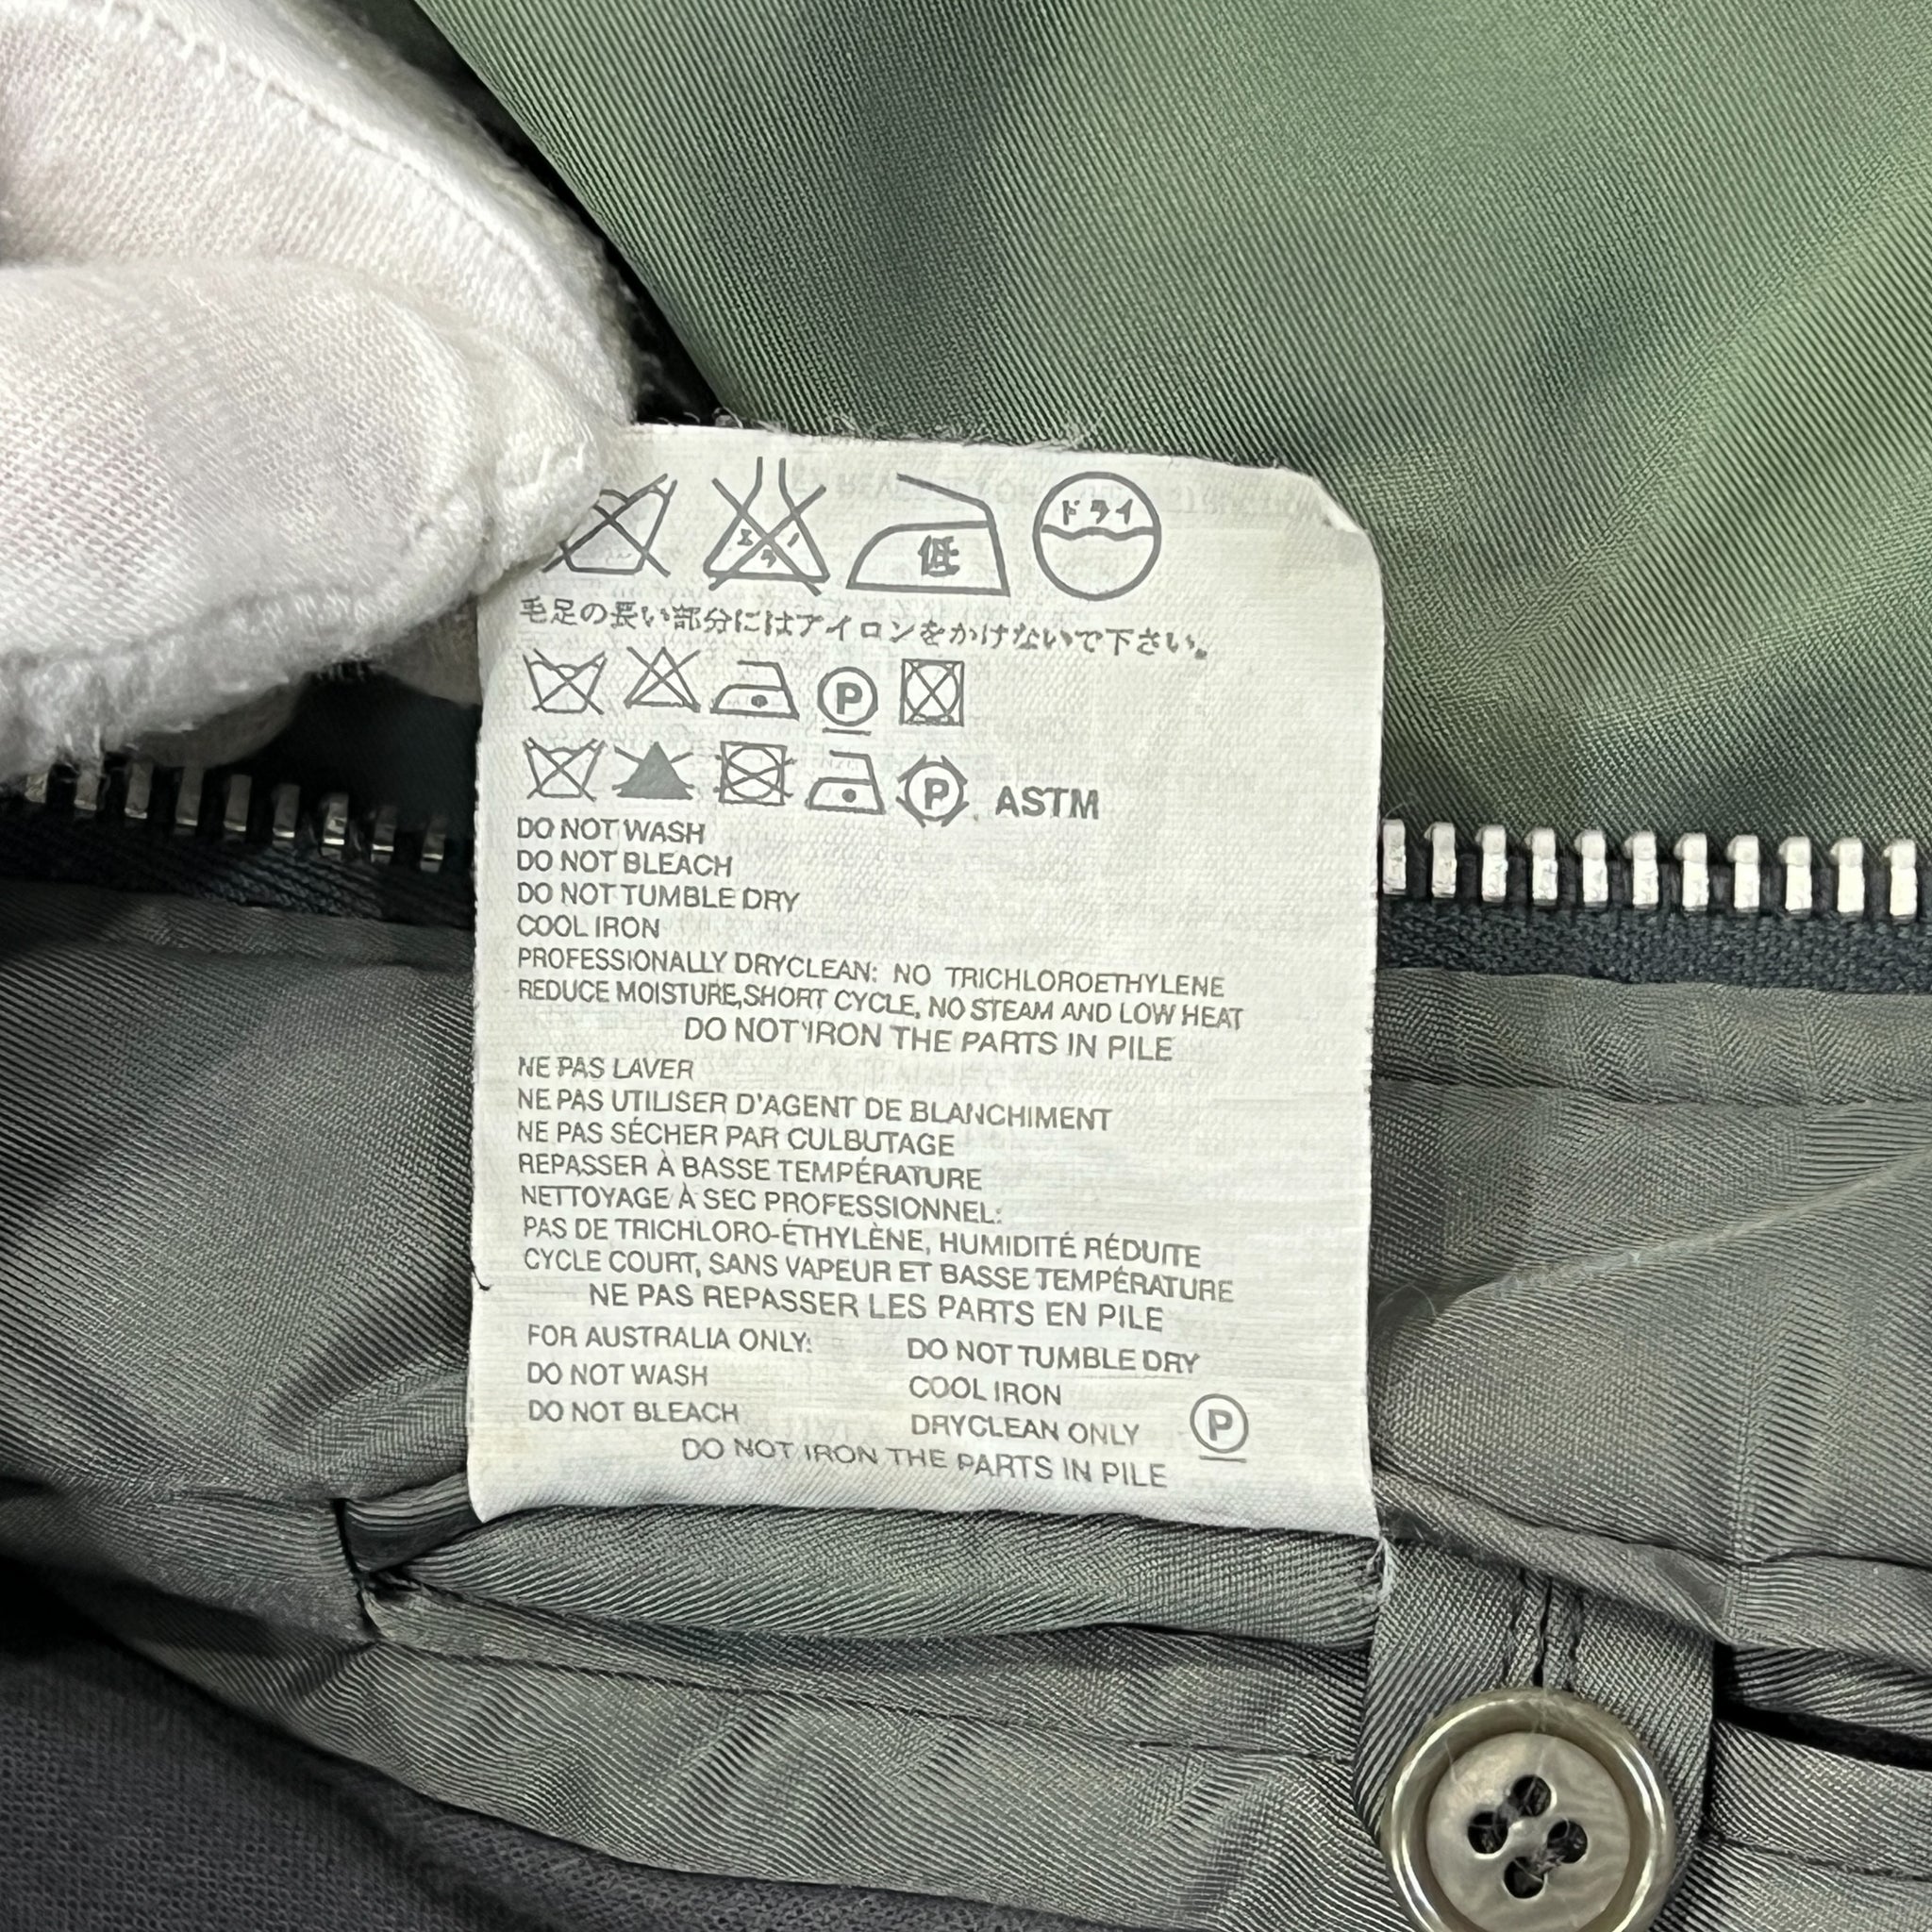 エンソ
低
ドライ
毛足の長い部分にはアイロンをかけないで下さい。
P
P ASTM
DO NOT WASH
DO NOT BLEACH
DO NOT TUMBLE DRY
COOL IRON
PROFESSIONALLY DRYCLEAN: NO TRICHLOROETHYLENE
REDUCE MOISTURE,SHORT CYCLE, NO STEAM AND LOW HEAT
DO NOT IRON THE PARTS IN PILE
NE PAS LAVER
NE PAS UTILISER D'AGENT DE BLANCHIMENT
NE PAS SÉCHER PAR CULBUTAGE
REPASSER À BASSE TEMPÉRATURE
NETTOYAGE À SEC PROFESSIONNEL:
PAS DE TRICHLORO-ÉTHYLÈNE, HUMIDITÉ RÉDUITE
CYCLE COURT, SANS VAPEUR ET BASSE TEMPÉRATURE
NE PAS REPASSER LES PARTS EN PILE
FOR AUSTRALIA ONLY:
DO NOT WASH
DO NOT BLEACH
DO NOT TUMBLE DRY
COOL IRON
DRYCLEAN ONLY P
DO NOT IRON THE PARTS IN PILE